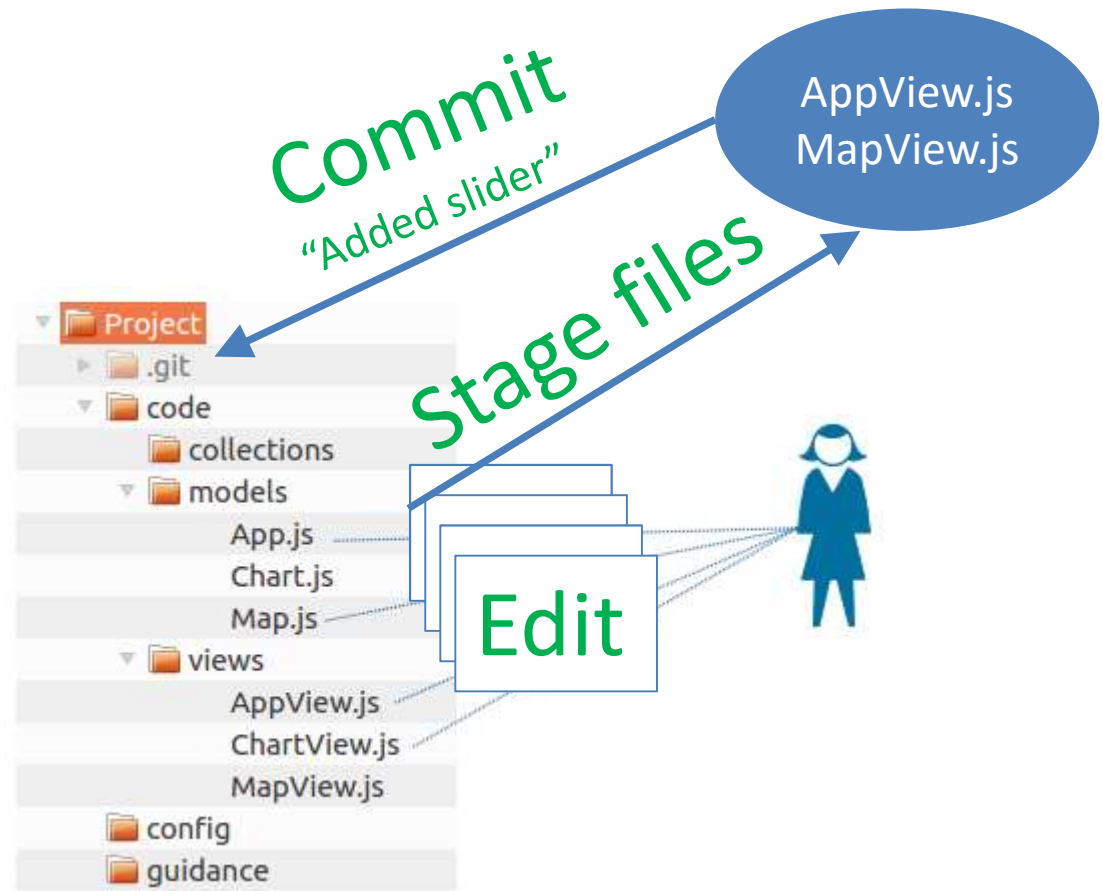 Commit
“Added slider”
AppView.js
MapView.js
Stage files
Project
.git
code
collections
models
App.js
Chart.js
Map.js
views
AppView.js
ChartView.js
MapView.js
config
guidance
Edit